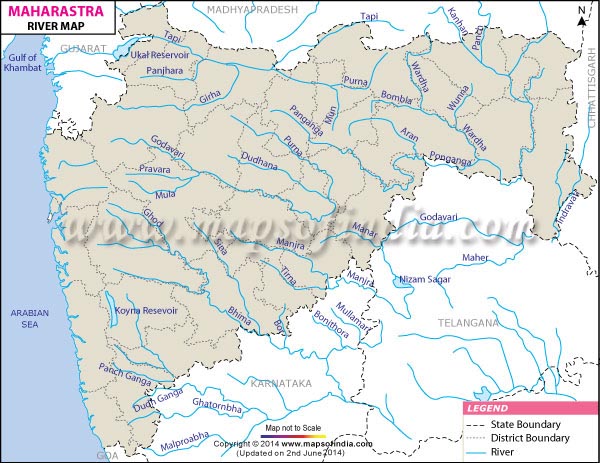 MAHARASTRA
RIVER MAP
MADHYAPRADESH
Tapi
Kanhan
Pench
N
GUJARAT
Tapi
Gulf of
Khambat
Ukal Reservoir
Panjhara
Purna
Wardha
Wunna
CHHATTISGARH
Girha
Bombla
Panganga
Mun
Aran
Wardha
Godavari
Purna
Dudhana
Ponganga
Pravara
Mula
Indravati
Ghod
Manar
Godavari
www.mapsofindia.com
Sina
Manjra
Maher
Tirna
Manjra
Nizam Sagar
ARABIAN
SEA
Koyna Resevoir
Bhima
Bori
Mullamari
Bonithora
TELANGANA
Panch Ganga
KARNATAKA
Dudh Ganga
Ghatornbha
Malproabha
GOA
Map not to Scale
Copyright © 2014 www.mapsofindia.com
(Updated on 2nd June 2014)
LEGEND
State Boundary
District Boundary
River